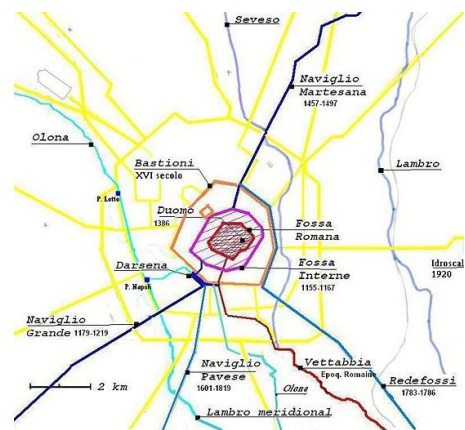 Seveso
Naviglio
Martesana
1457-1497
Olona
Bastioni
XVI secole
Lambro
P. Lotto
Duomo
1386
Fossa
Romana
Darsena
Fossa
Interne
1155-1167
Idroscal
1920
P. Napoli
Naviglio
Grande 1179-1219
Naviglio
Pavese
1601-1819
Vettabbia
Epoq. Romaine
Olona
Redefossi
1783-1786
2 km
Lambro meridional